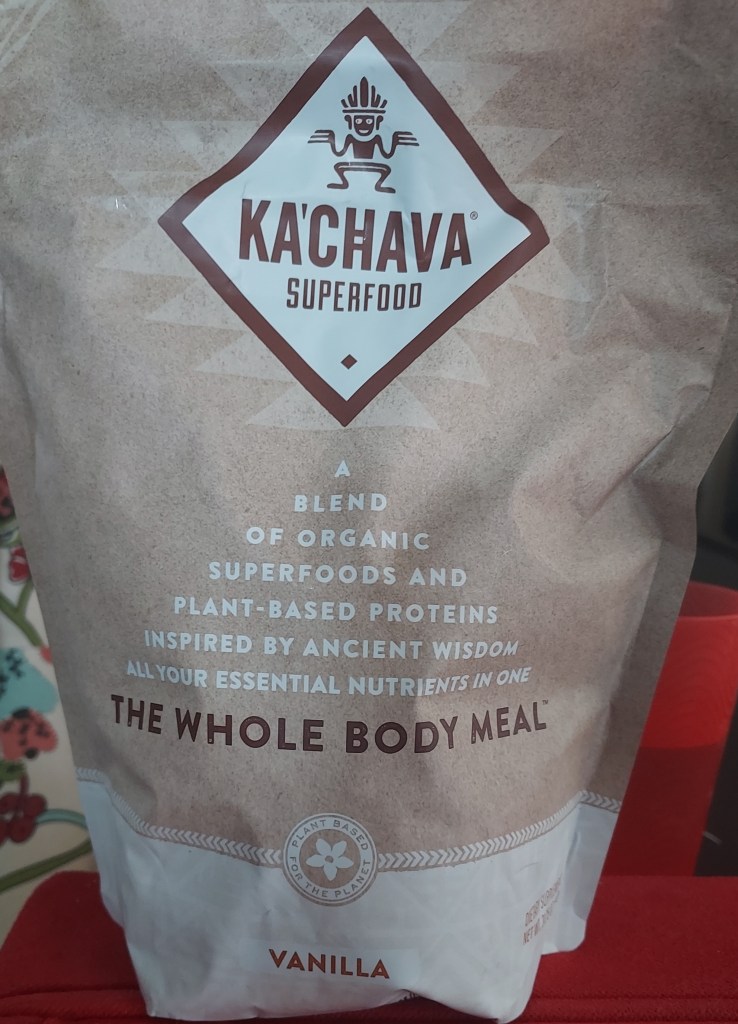 KA'CHAVA®
SUPERFOOD
A
BLEND
OF ORGANIC
SUPERFOODS AND
PLANT-BASED PROTEINS
INSPIRED BY ANCIENT WISDOM
ALL YOUR ESSENTIAL NUTRIENTS IN ONE
THE WHOLE BODY MEAL™
PLANT BASED
FOR THE PLANET
NET
VANILLA